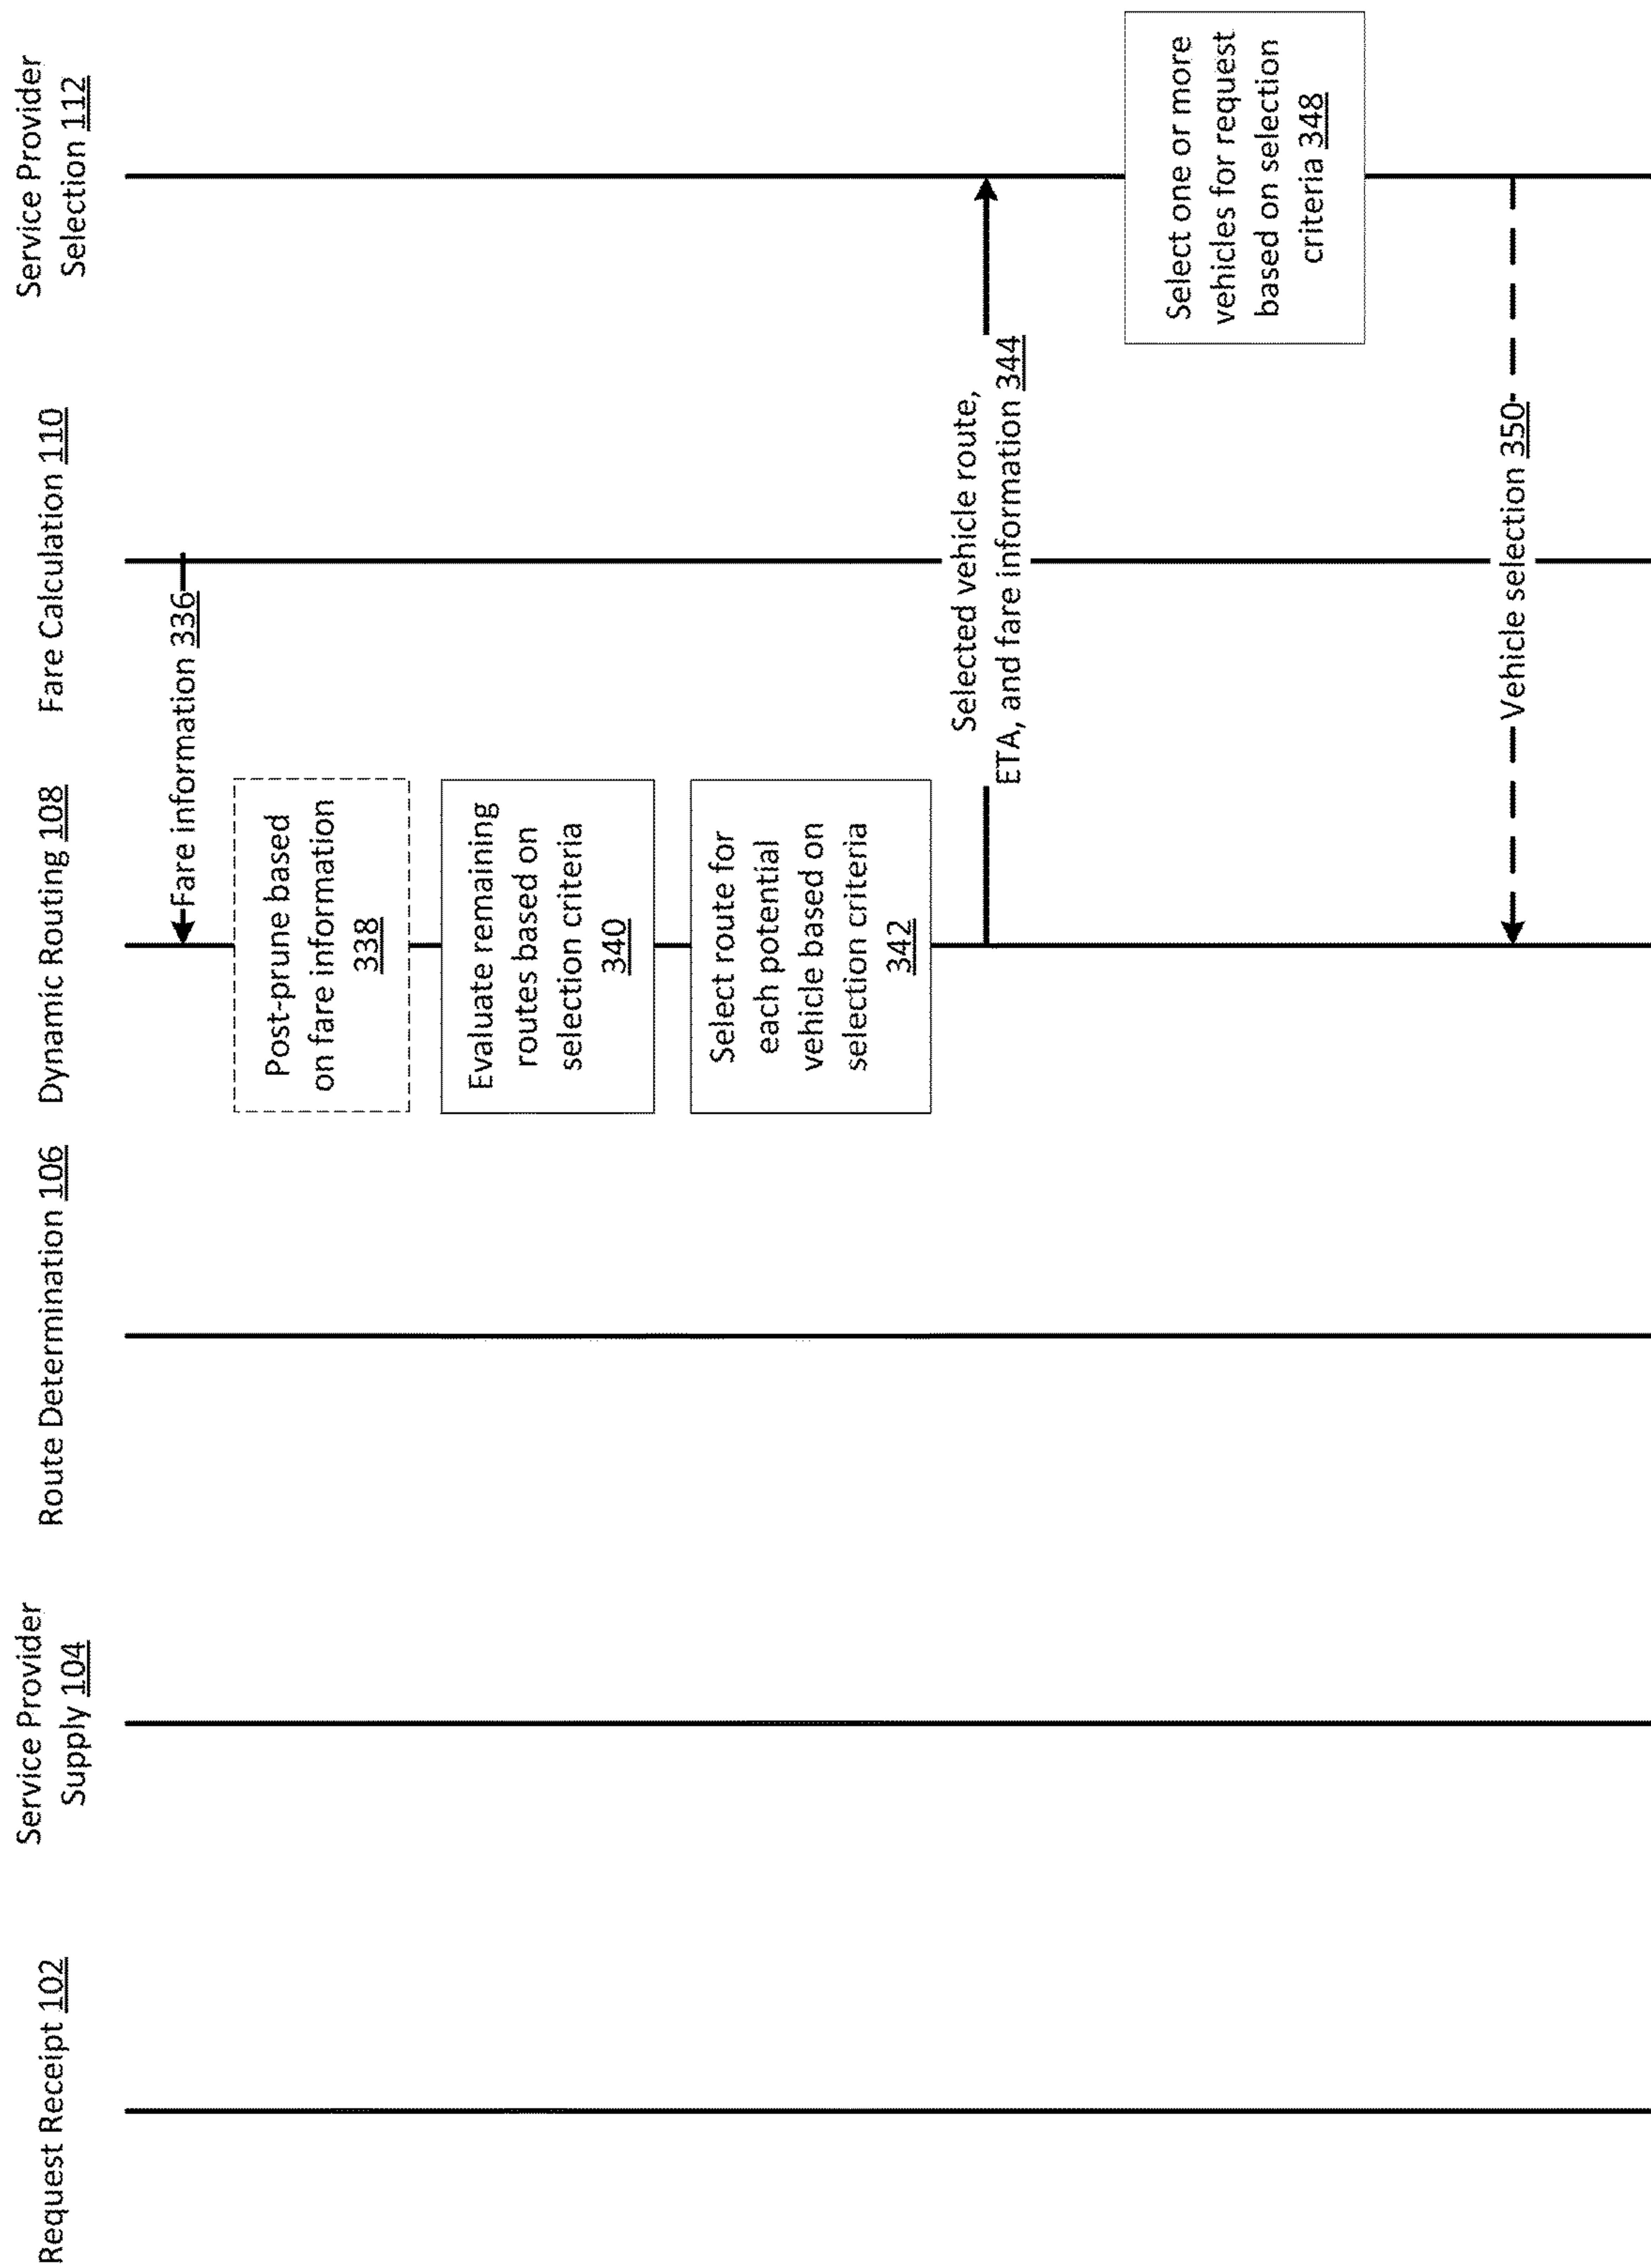 Request Receipt 102
Service Provider
Supply 104
Route Determination 106
Dynamic Routing 108
Fare Calculation 110
Service Provider
Selection 112
Fare information 336
Post-prune based
on fare information
338
Evaluate remaining
routes based on
selection criteria
340
Select route for
each potential
vehicle based on
selection criteria
342
Selected vehicle route,
ETA, and fare information 344
Select one or more
vehicles for request
based on selection
criteria 348
Vehicle selection 350